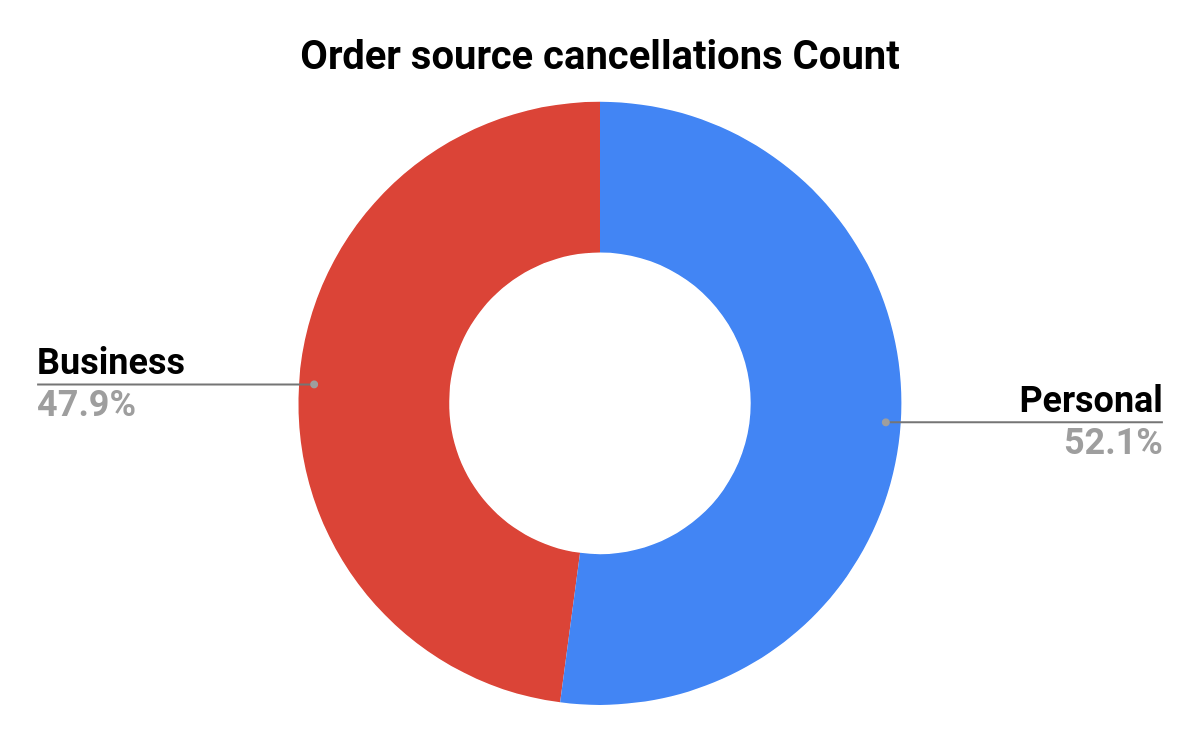 Order source cancellations Count
Business
47.9%
Personal
52.1%